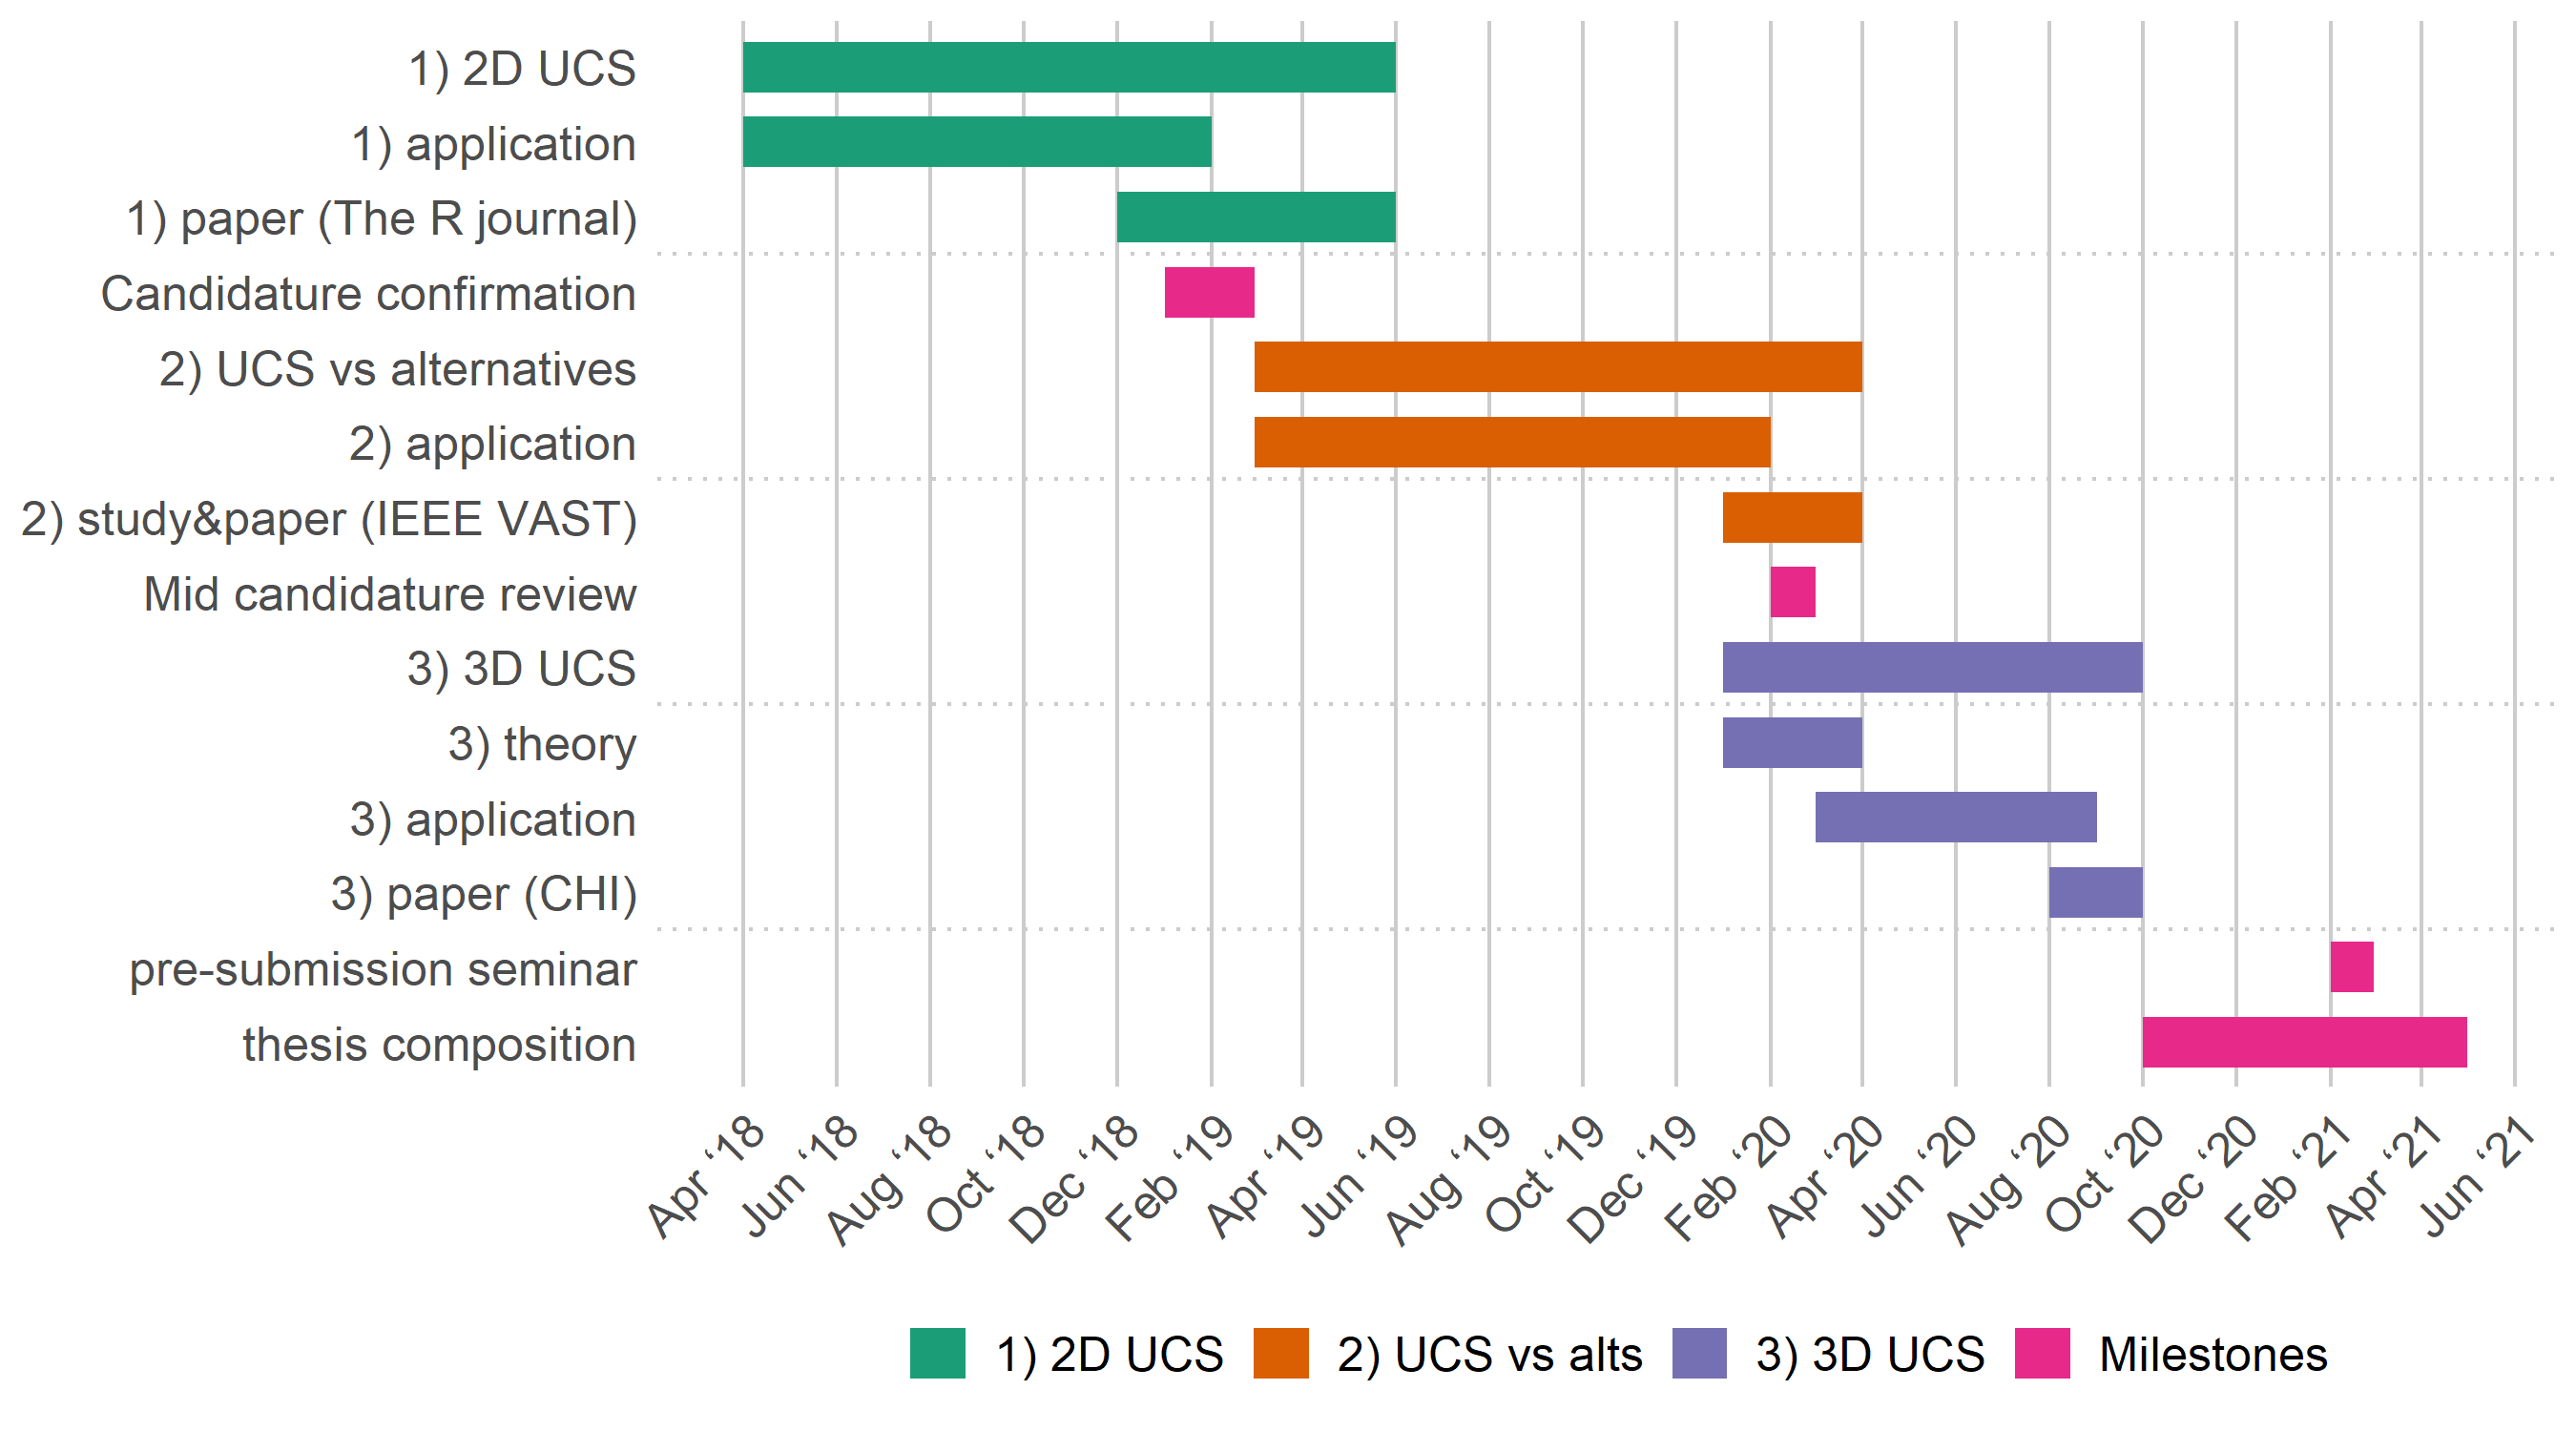 1) 2D UCS
1) application
1) paper (The R journal)
Candidature confirmation
2) UCS vs alternatives
2) application
2) study&paper (IEEE VAST)
Mid candidature review
3) 3D UCS
3) theory
3) application
3) paper (CHI)
pre-submission seminar
thesis composition
Apr ‘18
Jun ‘18
Aug ‘18
Oct ‘18
Dec ‘18
Feb ‘19
Apr ‘19
Jun ‘19
Aug ‘19
Oct ‘19
Dec ‘19
Feb ‘20
Apr ‘20
Jun ‘20
Aug ‘20
Oct ‘20
Dec ‘20
Feb ‘21
Apr ‘21
Jun ‘21
1) 2D UCS
2) UCS vs alts
3) 3D UCS
Milestones